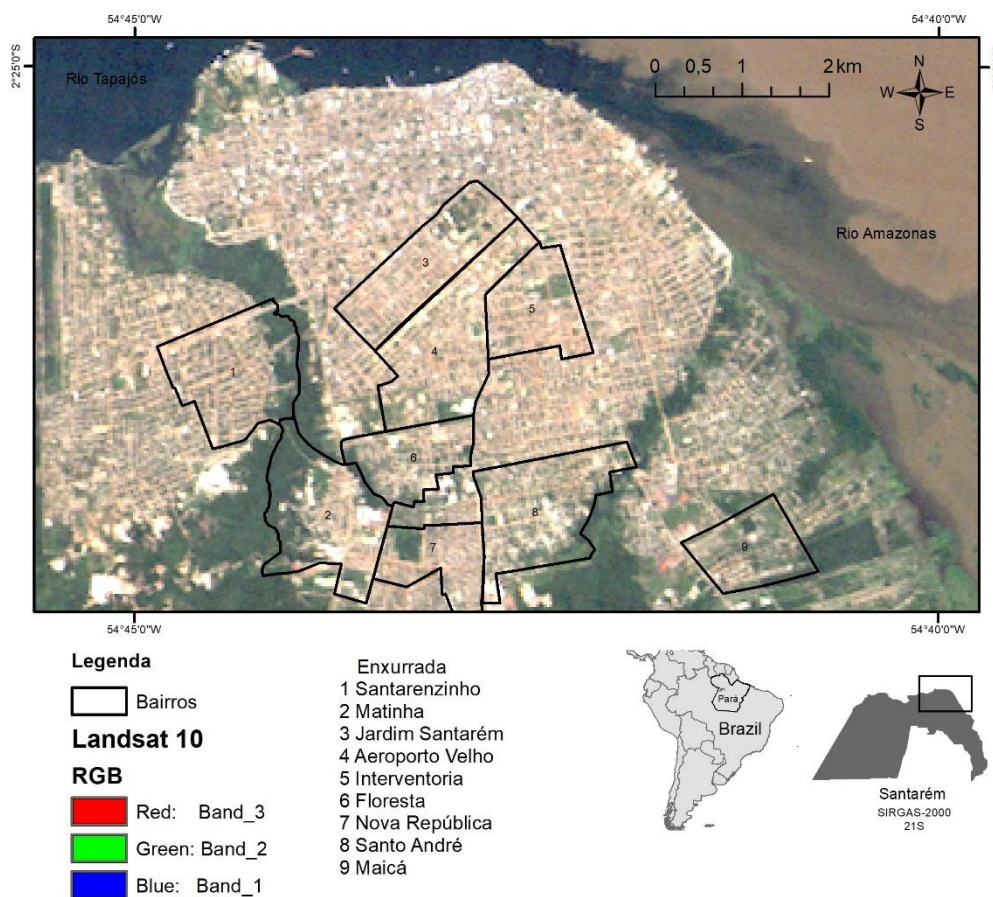 54°45'0"W
54°40'0"W
2°25'0"S
Rio Tapajós
0 0,5 1 2 km
N
W E
S
Rio Amazonas
3
5
1
4
6
2
8
7
9
54°45'0"W
54°40'0"W
Legenda
Bairros
Landsat 10
RGB
Red: Band_3
Green: Band_2
Blue: Band_1
Enxurrada
1 Santarenzinho
2 Matinha
3 Jardim Santarém
4 Aeroporto Velho
5 Interventoria
6 Floresta
7 Nova República
8 Santo André
9 Maicá
Pará
Brazil
Santarém
SIRGAS-2000
21S